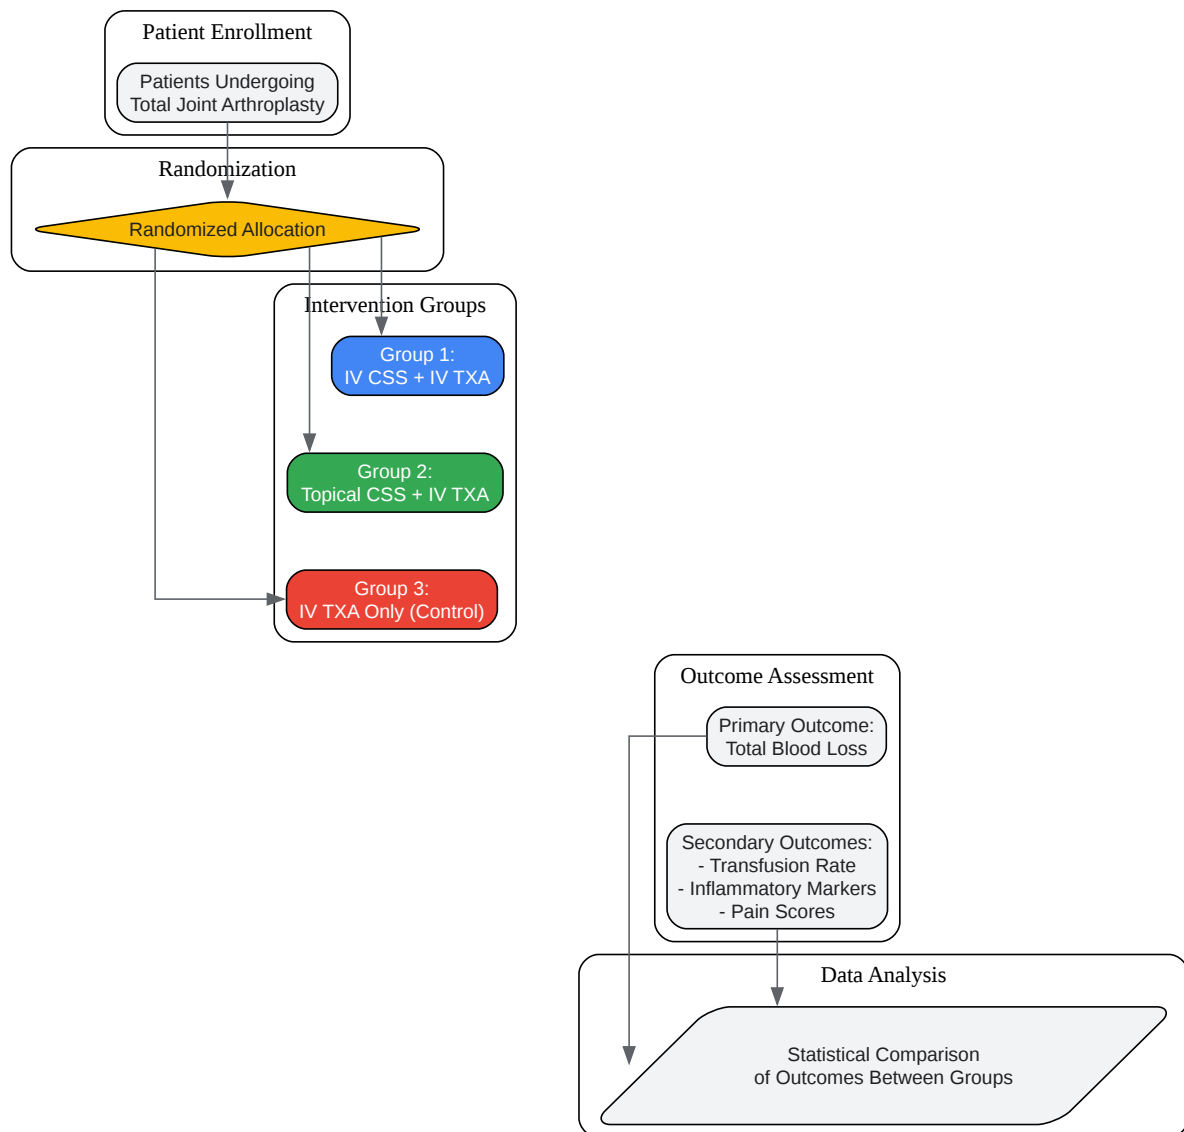 Patient Enrollment
Patients Undergoing
Total Joint Arthroplasty
Randomization
Randomized Allocation
Intervention Groups
Group 1:
IV CSS + IV TXA
Group 2:
Topical CSS + IV TXA
Group 3:
IV TXA Only (Control)
Outcome Assessment
Primary Outcome:
Total Blood Loss
Secondary Outcomes:
- Transfusion Rate
- Inflammatory Markers
- Pain Scores
Data Analysis
Statistical Comparison
of Outcomes Between Groups